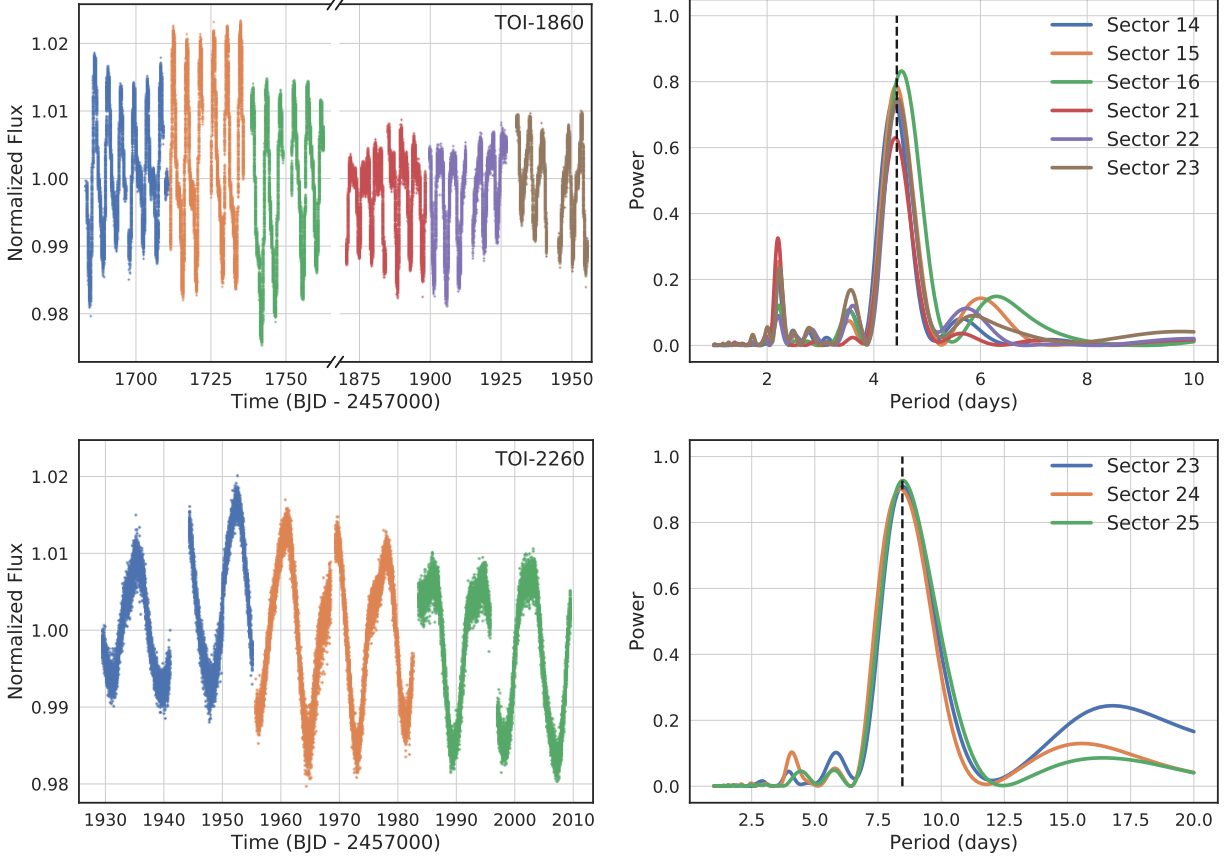 TOI-1860
Normalized Flux
1.02
1.01
1.00
0.99
0.98
1700
1725
1750
1875
1900
1925
1950
Time (BJD - 2457000)
Power
1.0
0.8
0.6
0.4
0.2
0.0
Sector 14
Sector 15
Sector 16
Sector 21
Sector 22
Sector 23
2
4
6
8
10
Period (days)
TOI-2260
Normalized Flux
1.02
1.01
1.00
0.99
0.98
1930
1940
1950
1960
1970
1980
1990
2000
2010
Time (BJD - 2457000)
Power
1.0
0.8
0.6
0.4
0.2
0.0
Sector 23
Sector 24
Sector 25
2.5
5.0
7.5
10.0
12.5
15.0
17.5
20.0
Period (days)